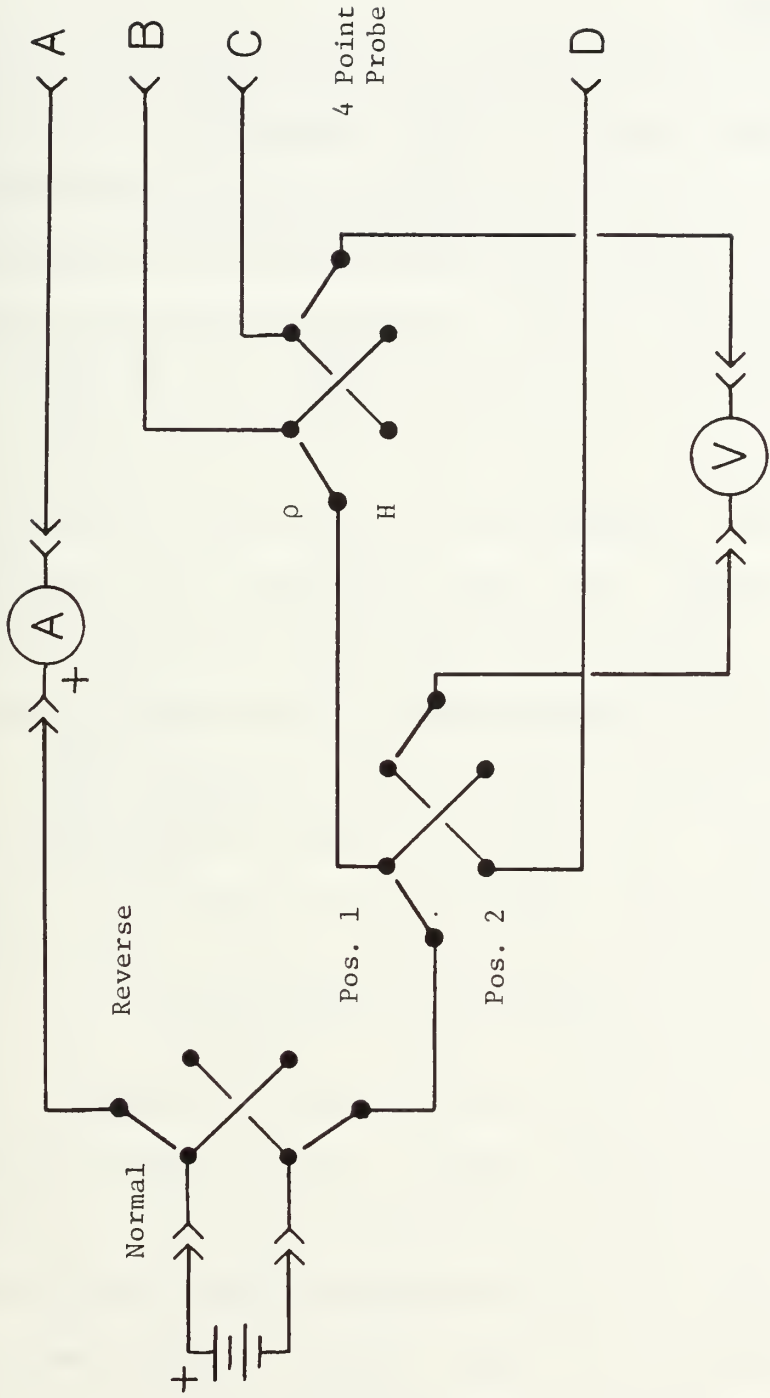 A
B
C
4 Point
Probe
D
A
+
V
ρ
H
Reverse
Normal
Pos. 1
Pos. 2
+